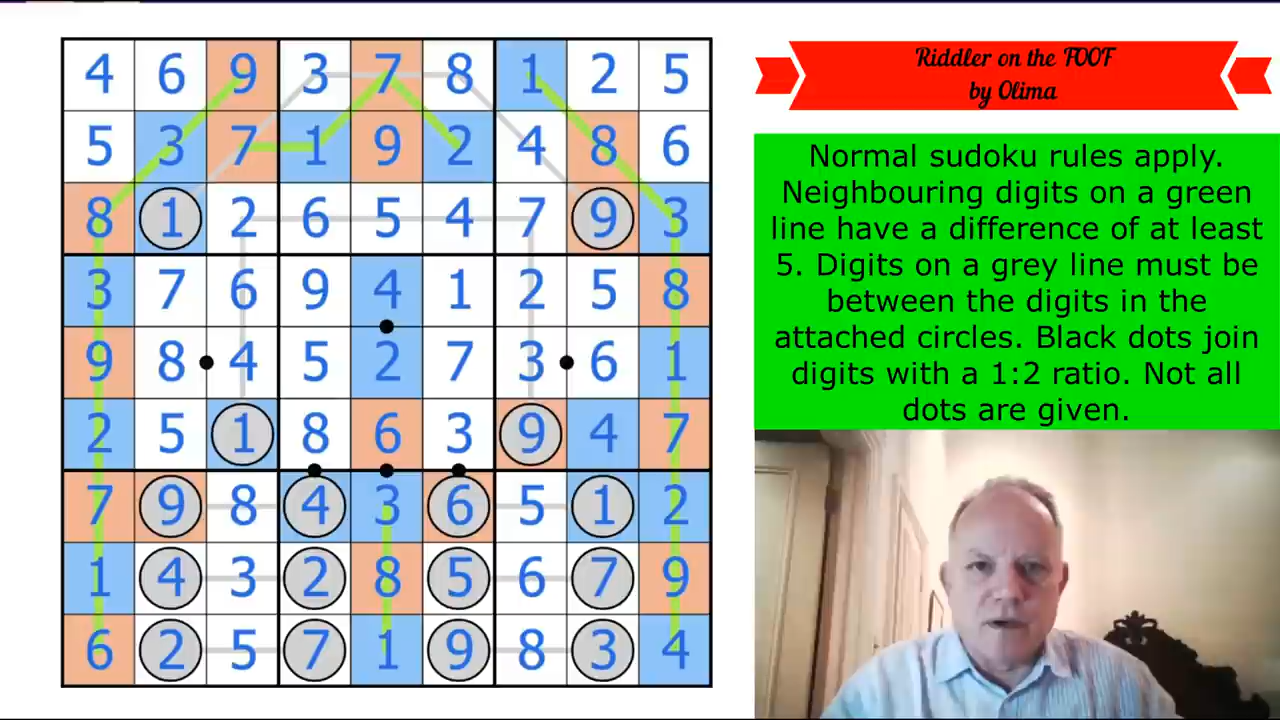 Riddler on the FOOF
by Olima
Normal sudoku rules apply.
Neighbouring digits on a green
line have a difference of at least
5. Digits on a grey line must be
between the digits in the
attached circles. Black dots join
digits with a 1:2 ratio. Not all
dots are given.
4 6 9 3 7 8 1 2 5
5 3 7 1 9 2 4 8 6
8 1 2 6 5 4 7 9 3
3 7 6 9 4 1 2 5 8
9 8 4 5 2 7 3 6 1
2 5 1 8 6 3 9 4 7
7 9 8 4 3 6 5 1 2
1 4 3 2 8 5 6 7 9
6 2 5 7 1 9 8 3 4